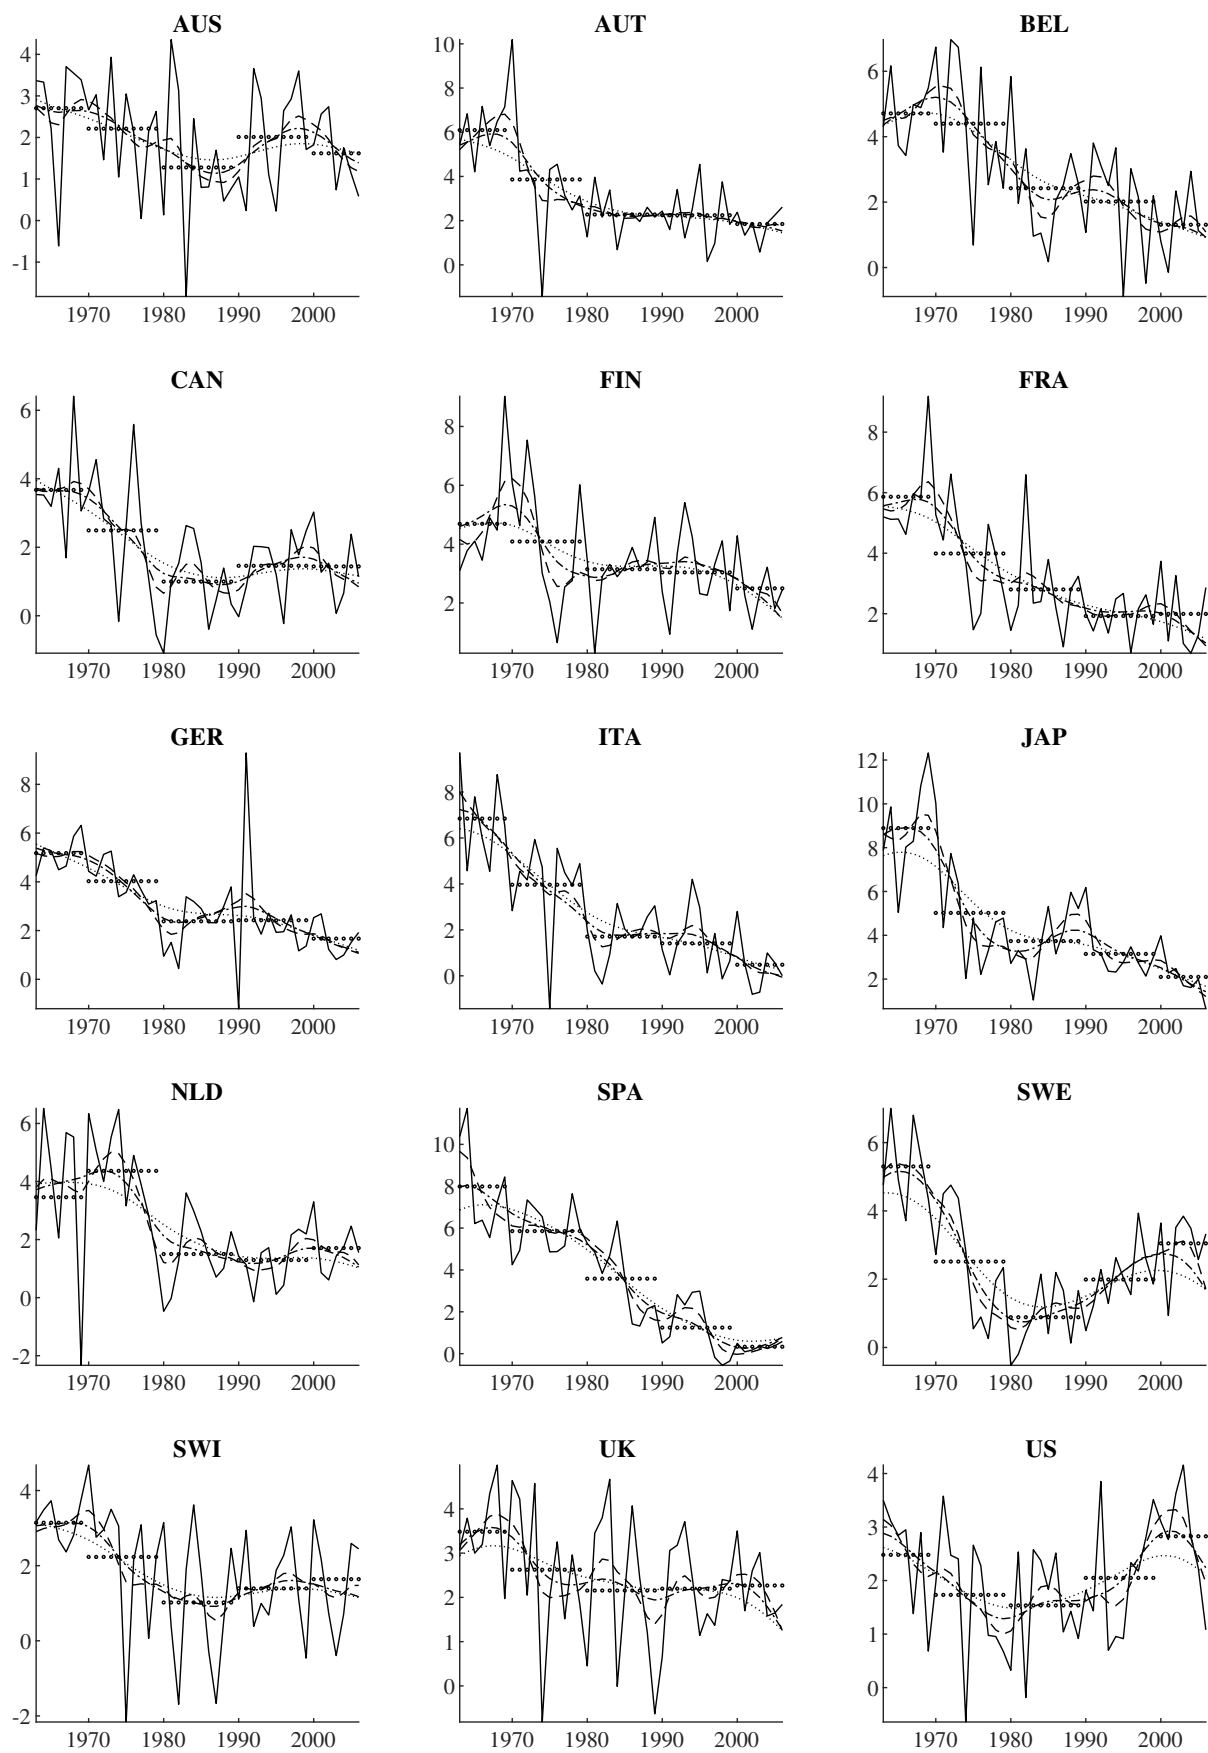 AUS AUT BEL
4 3 2 1 0 -1
10 8 6 4 2 0
6 4 2 0
1970 1980 1990 2000 1970 1980 1990 2000 1970 1980 1990 2000
CAN FIN FRA
6 4 2 0
8 6 4 2
8 6 4 2
1970 1980 1990 2000 1970 1980 1990 2000 1970 1980 1990 2000
GER ITA JAP
8 6 4 2 0
8 6 4 2 0
12 10 8 6 4 2
1970 1980 1990 2000 1970 1980 1990 2000 1970 1980 1990 2000
NLD SPA SWE
6 4 2 0 -2
10 8 6 4 2 0
6 4 2 0
1970 1980 1990 2000 1970 1980 1990 2000 1970 1980 1990 2000
SWI UK US
4 2 0 -2
4 3 2 1 0
4 3 2 1 0
1970 1980 1990 2000 1970 1980 1990 2000 1970 1980 1990 2000